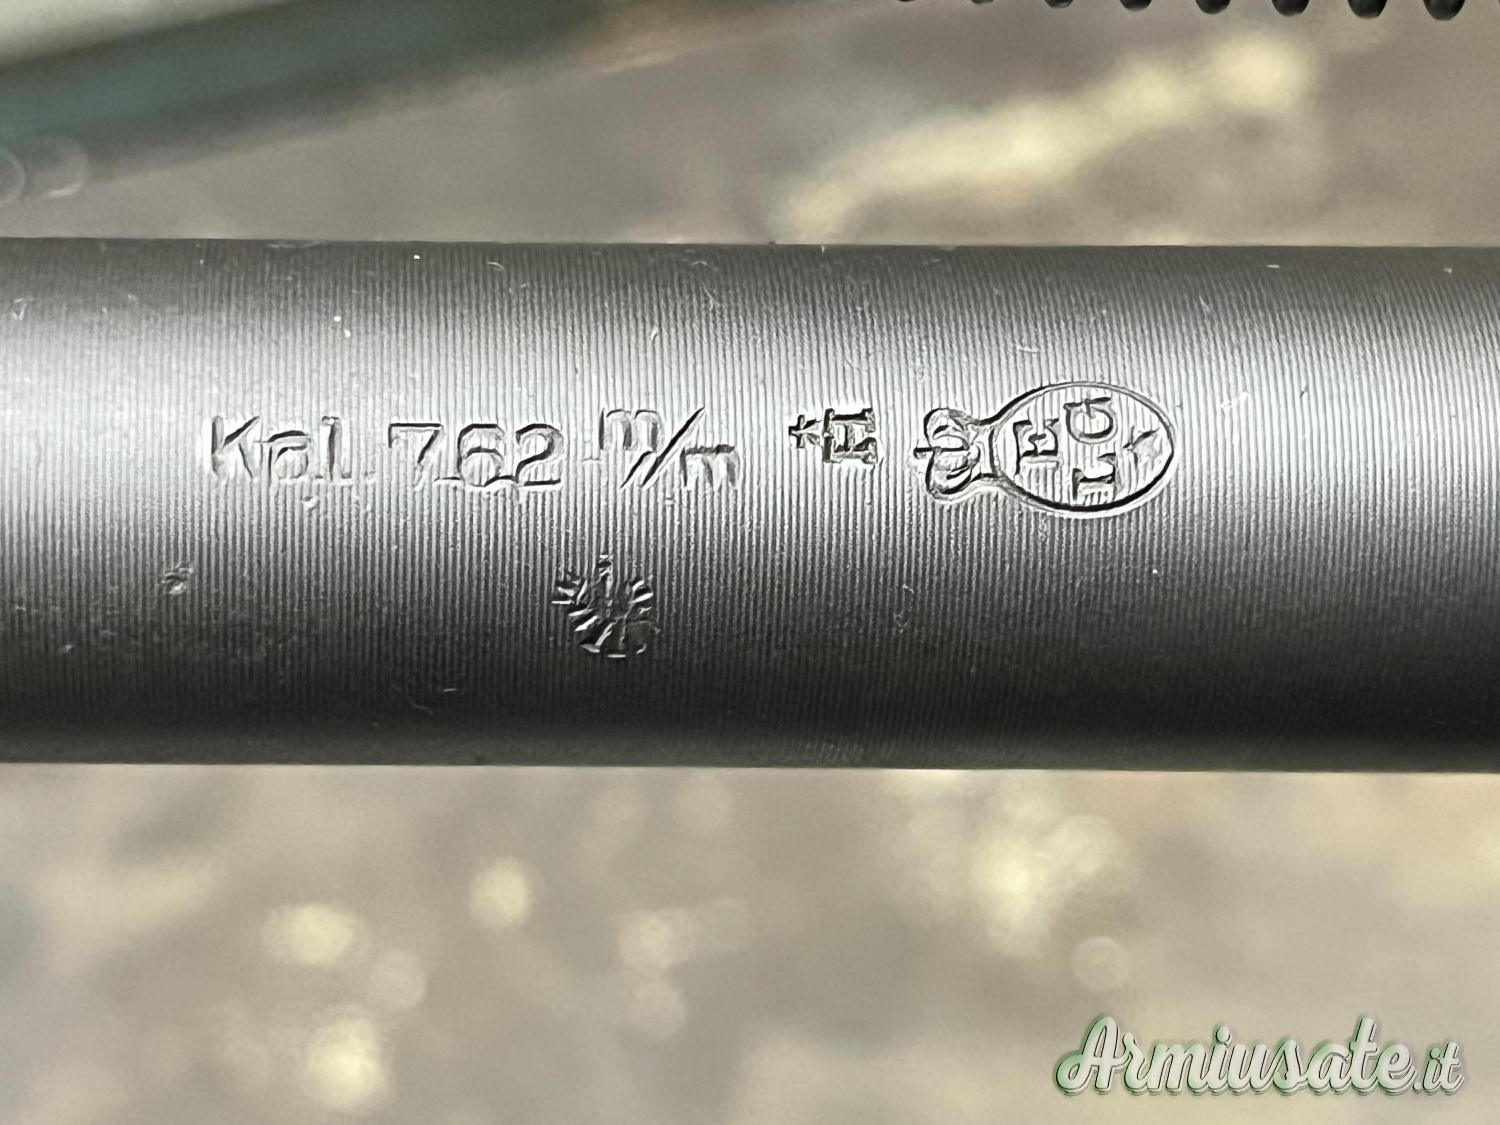 Kal. 7.62 m/m
E L G
Armiusate.it